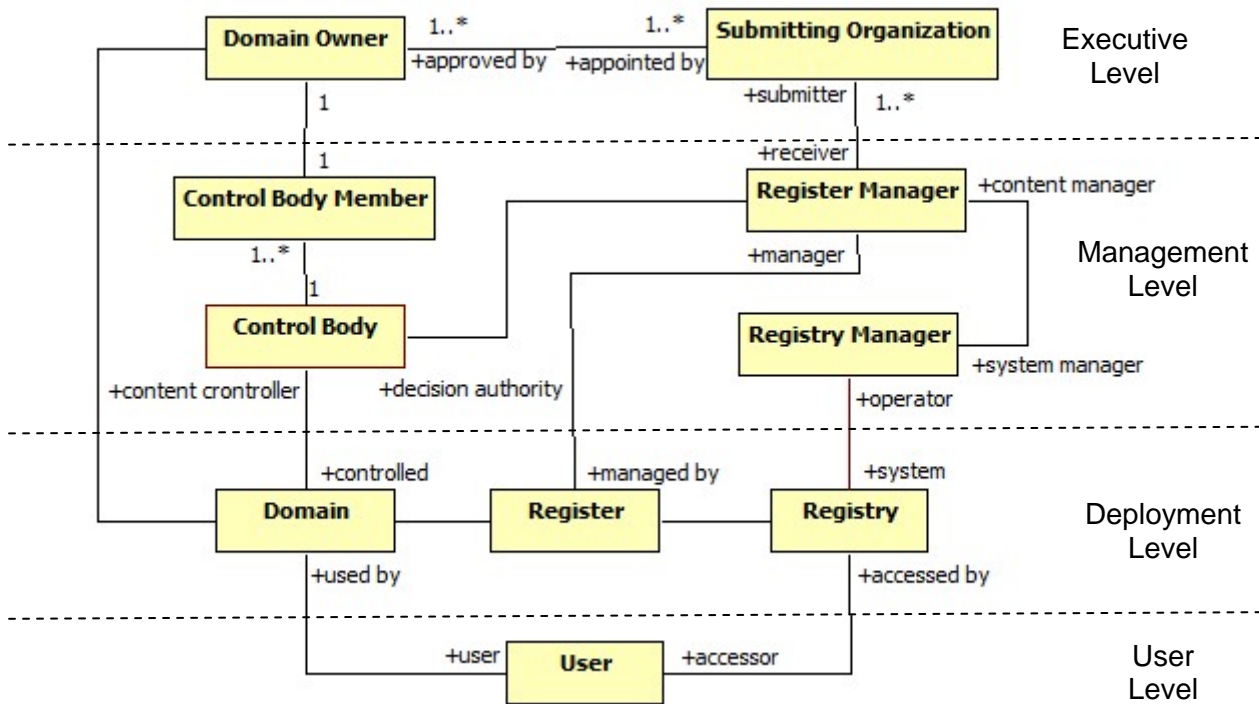 Domain Owner
1..*
1..*
Submitting Organization
Executive
Level
+approved by
+appointed by
1
+submitter
1..*
1
+receiver
Control Body Member
Register Manager
+content manager
1..*
+manager
Management
Level
1
Control Body
Registry Manager
+content crontroller
+decision authority
+system manager
+operator
+controlled
+managed by
+system
Domain
Register
Registry
Deployment
Level
+used by
+accessed by
+user
User
+accessor
User
Level